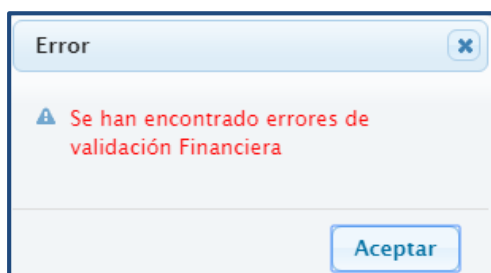 Error
Se han encontrado errores de
validación Financiera
Aceptar